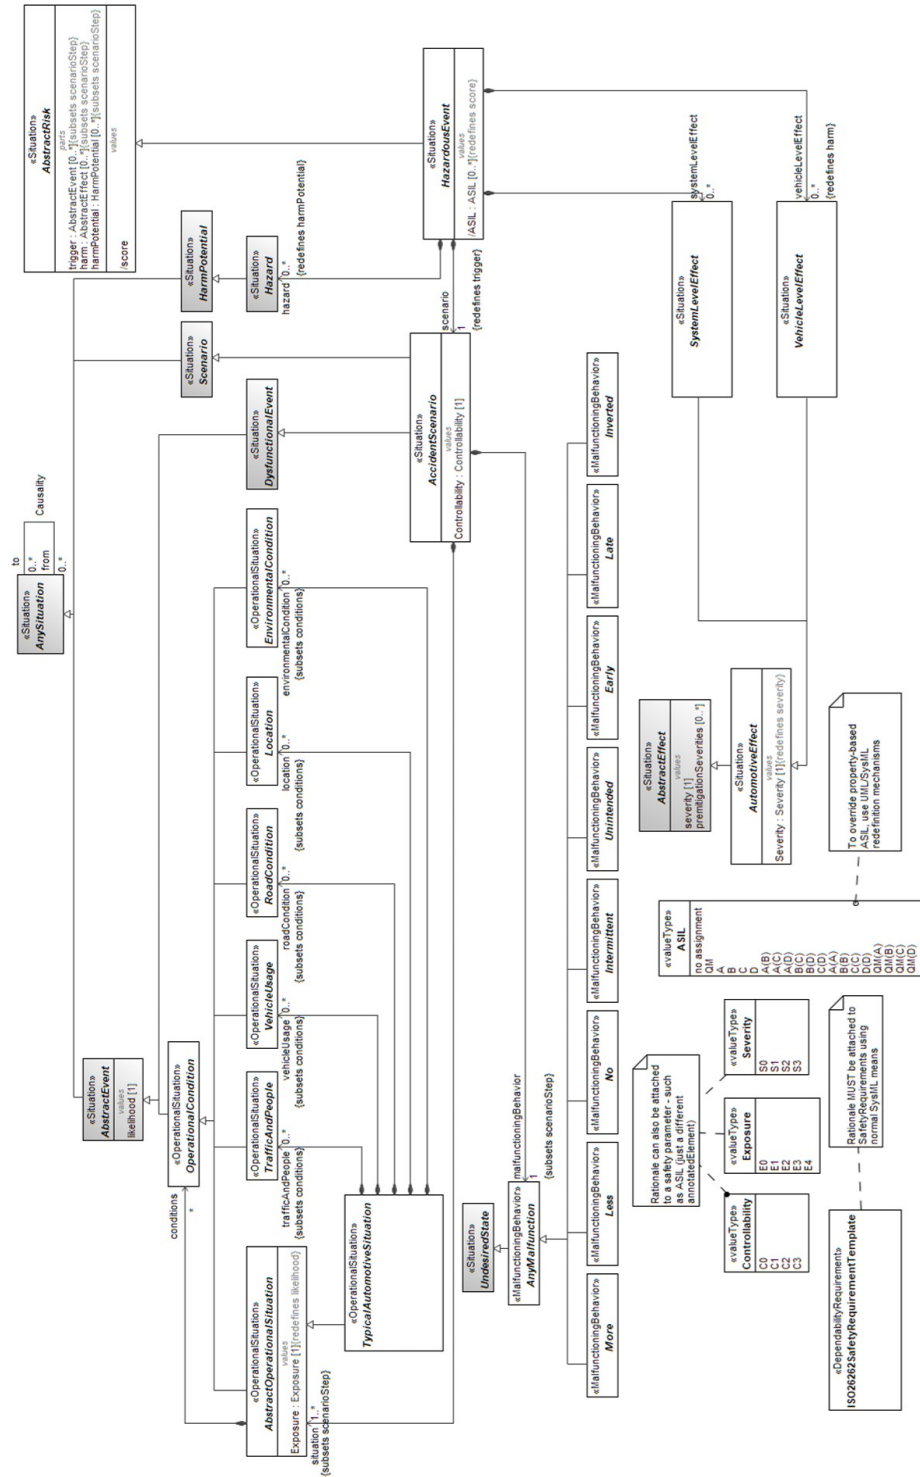 «Situation»
AnySituation
to
0..*
from
0..*
Causality
«Situation»
AbstractRisk
parts
trigger : AbstractEvent [0..*]{subsets scenarioStep}
harm : AbstractEffect [0..*]{subsets scenarioStep}
harmPotential : HarmPotential [0..*]{subsets scenarioStep}
values
/score
«Situation»
AbstractEvent
values
likelihood [1]
«OperationalSituation»
OperationalCondition
conditions
*
«Situation»
Scenario
«Situation»
HarmPotential
«OperationalSituation»
AbstractOperationalSituation
values
Exposure : Exposure [1]{redefines likelihood}
situation 1..*
{subsets scenarioStep}
«OperationalSituation»
TrafficAndPeople
trafficAndPeople 0..*
{subsets conditions}
«OperationalSituation»
VehicleUsage
vehicleUsage 0..*
{subsets conditions}
«OperationalSituation»
RoadCondition
roadCondition 0..*
{subsets conditions}
«OperationalSituation»
Location
location 0..*
{subsets conditions}
«OperationalSituation»
EnvironmentalCondition
environmentalCondition 0..*
{subsets conditions}
«Situation»
DysfunctionalEvent
«Situation»
Hazard
hazard 0..*
{redefines harmPotential}
«OperationalSituation»
TypicalAutomotiveSituation
«Situation»
AccidentScenario
values
Controllability : Controllability [1]
scenario
1
{redefines trigger}
«Situation»
HazardousEvent
values
/ASIL : ASIL [0..*]{redefines score}
«Situation»
UndesiredState
«MalfunctioningBehavior»
AnyMalfunction
malfunctioningBehavior
1
{subsets scenarioStep}
«MalfunctioningBehavior»
More
«MalfunctioningBehavior»
Less
«MalfunctioningBehavior»
No
«MalfunctioningBehavior»
Intermittent
«MalfunctioningBehavior»
Unintended
«MalfunctioningBehavior»
Early
«MalfunctioningBehavior»
Late
«MalfunctioningBehavior»
Inverted
systemLevelEffect
0..*
«Situation»
SystemLevelEffect
vehicleLevelEffect
0..*
{redefines harm}
«Situation»
VehicleLevelEffect
Rationale can also be attached
to a safety parameter - such
as ASIL (just a different
annotatedElement)
«Situation»
AbstractEffect
values
severity [1]
premitigationSeverities [0..*]
«Situation»
AutomotiveEffect
values
Severity : Severity [1]{redefines severity}
«valueType»
Controllability
C0
C1
C2
C3
«valueType»
Exposure
E0
E1
E2
E3
E4
«valueType»
Severity
S0
S1
S2
S3
«valueType»
ASIL
no assignment
QM
A
B
C
D
A(B)
A(C)
A(D)
B(C)
B(D)
C(D)
A(A)
B(B)
C(C)
D(D)
QM(A)
QM(B)
QM(C)
QM(D)
To override property-based
ASIL, use UML/SysML
redefinition mechanisms
«DependabilityRequirement»
ISO26262SafetyRequirementTemplate
Rationale MUST be attached to
SafetyRequirements using
normal SysML means